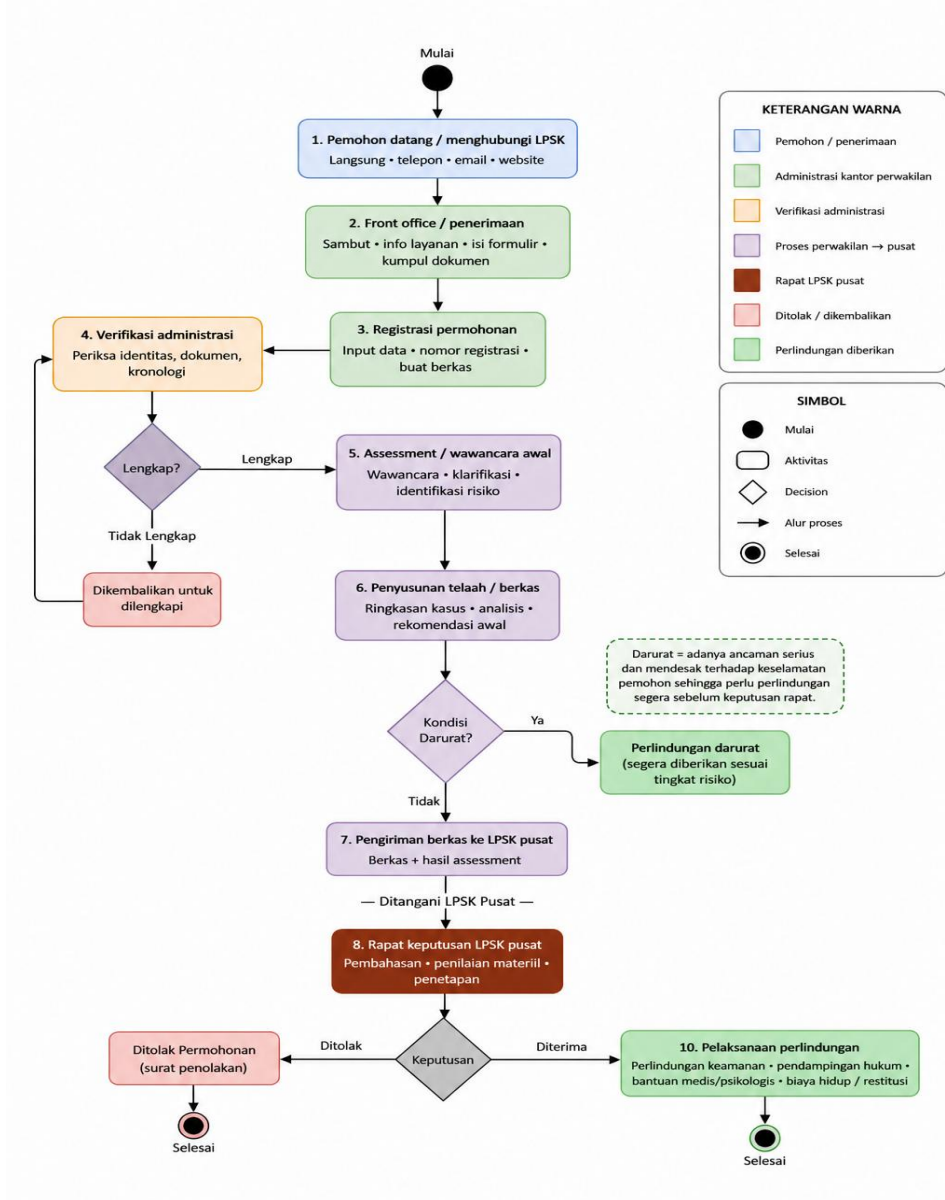 Mulai
1. Pemohon datang / menghubungi LPSK
Langsung • telepon • email • website
2. Front office / penerimaan
Sambut • info layanan • isi formulir •
kumpul dokumen
3. Registrasi permohonan
Input data • nomor registrasi •
buat berkas
4. Verifikasi administrasi
Periksa identitas, dokumen,
kronologi
Lengkap?
Lengkap
Tidak Lengkap
Dikembalikan untuk
dilengkapi
5. Assessment / wawancara awal
Wawancara • klarifikasi •
identifikasi risiko
6. Penyusunan telaah / berkas
Ringkasan kasus • analisis •
rekomendasi awal
Kondisi
Darurat?
Ya
Darurat = adanya ancaman serius
dan mendesak terhadap keselamatan
pemohon sehingga perlu perlindungan
segera sebelum keputusan rapat.
Perlindungan darurat
(segera diberikan sesuai
tingkat risiko)
Tidak
7. Pengiriman berkas ke LPSK pusat
Berkas + hasil assessment
— Ditangani LPSK Pusat —
8. Rapat keputusan LPSK pusat
Pembahasan • penilaian materiil •
penetapan
Keputusan
Ditolak
Ditolak Permohonan
(surat penolakan)
Selesai
Diterima
10. Pelaksanaan perlindungan
Perlindungan keamanan • pendampingan hukum •
bantuan medis/psikologis • biaya hidup / restitusi
Selesai
KETERANGAN WARNA
Pemohon / penerimaan
Administrasi kantor perwakilan
Verifikasi administrasi
Proses perwakilan → pusat
Rapat LPSK pusat
Ditolak / dikembalikan
Perlindungan diberikan
SIMBOL
Mulai
Aktivitas
Decision
Alur proses
Selesai